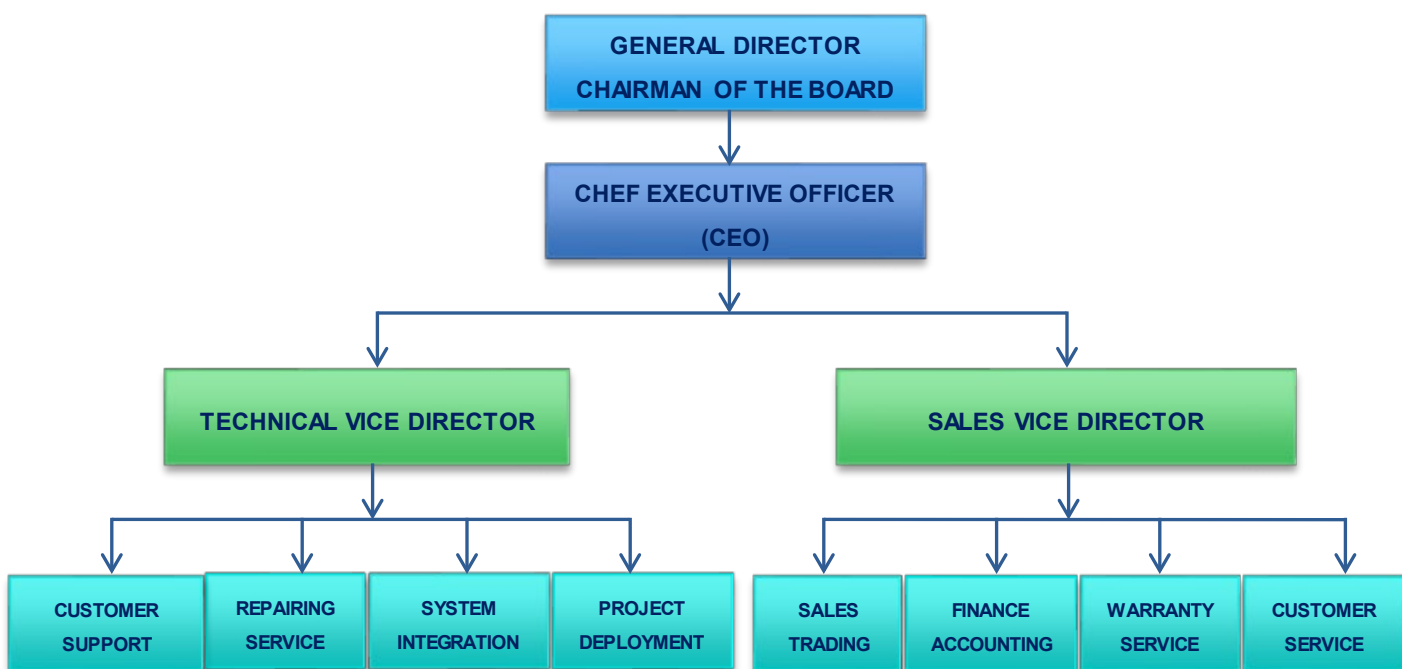 GENERAL DIRECTOR
CHAIRMAN OF THE BOARD
CHEF EXECUTIVE OFFICER
(CEO)
TECHNICAL VICE DIRECTOR
SALES VICE DIRECTOR
CUSTOMER
SUPPORT
REPAIRING
SERVICE
SYSTEM
INTEGRATION
PROJECT
DEPLOYMENT
SALES
TRADING
FINANCE
ACCOUNTING
WARRANTY
SERVICE
CUSTOMER
SERVICE